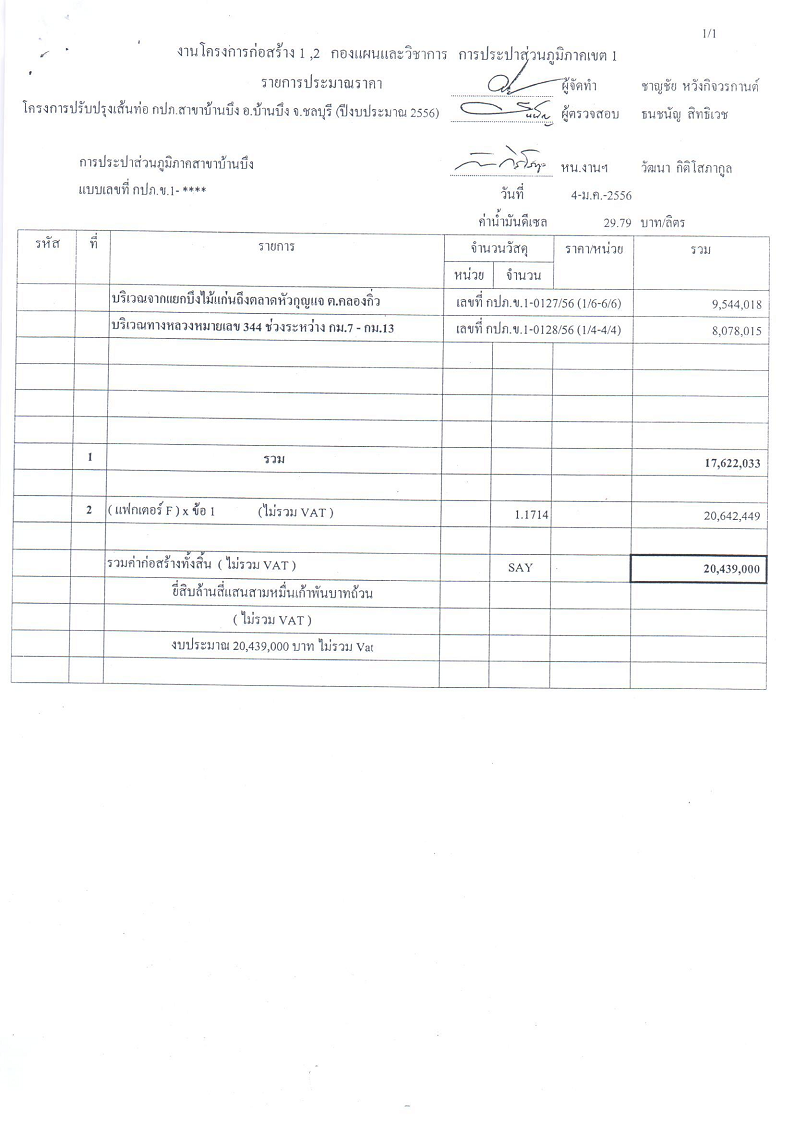 1/1
งานโครงการก่อสร้าง 1 ,2 กองแผนและวิชาการ การประปาส่วนภูมิภาคเขต 1
รายการประมาณราคา ผู้จัดทำ ชาญชัย หวังกิจวรกานต์
โครงการปรับปรุงเส้นท่อ กปภ.สาขาบ้านบึง อ.บ้านบึง จ.ชลบุรี (ปีงบประมาณ 2556) ผู้ตรวจสอบ ธนชนัญ สิทธิเวช
การประปาส่วนภูมิภาคสาขาบ้านบึง หน.งานฯ วัฒนา กิติโสภากูล
แบบเลขที่ กปภ.ข.1- **** วันที่ 4-ม.ค.-2556
ค่าน้ำมันดีเซล 29.79 บาท/ลิตร
รหัส ที่ รายการ จำนวนวัสดุ ราคา/หน่วย รวม
หน่วย จำนวน
บริเวณจากแยกบึงไม้แก่นถึงตลาดหัวกุญแจ ต.คลองกิ่ว เลขที่ กปภ.ข.1-0127/56 (1/6-6/6) 9,544,018
บริเวณทางหลวงหมายเลข 344 ช่วงระหว่าง กม.7 - กม.13 เลขที่ กปภ.ข.1-0128/56 (1/4-4/4) 8,078,015
1 รวม 17,622,033
2 ( แฟกเตอร์ F ) x ข้อ 1 (ไม่รวม VAT ) 1.1714 20,642,449
รวมค่าก่อสร้างทั้งสิ้น ( ไม่รวม VAT ) SAY 20,439,000
ยี่สิบล้านสี่แสนสามหมื่นเก้าพันบาทถ้วน
( ไม่รวม VAT )
งบประมาณ 20,439,000 บาท ไม่รวม Vat